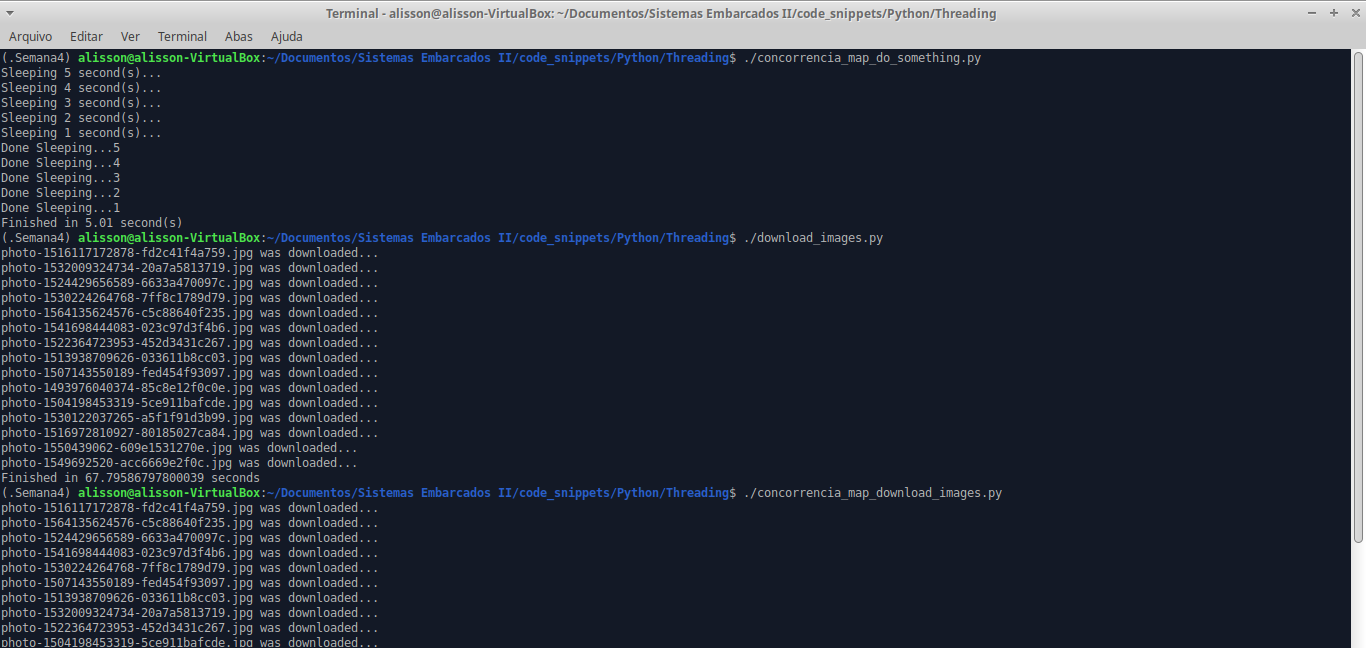 Terminal - alisson@alisson-VirtualBox: ~/Documentos/Sistemas Embarcados II/code_snippets/Python/Threading
Arquivo Editar Ver Terminal Abas Ajuda
(.Semana4) alisson@alisson-VirtualBox:~/Documentos/Sistemas Embarcados II/code_snippets/Python/Threading$ ./concorrencia_map_do_something.py
Sleeping 5 second(s)...
Sleeping 4 second(s)...
Sleeping 3 second(s)...
Sleeping 2 second(s)...
Sleeping 1 second(s)...
Done Sleeping...5
Done Sleeping...4
Done Sleeping...3
Done Sleeping...2
Done Sleeping...1
Finished in 5.01 second(s)
(.Semana4) alisson@alisson-VirtualBox:~/Documentos/Sistemas Embarcados II/code_snippets/Python/Threading$ ./download_images.py
photo-1516117172878-fd2c41f4a759.jpg was downloaded...
photo-1532009324734-20a7a5813719.jpg was downloaded...
photo-1524429656589-6633a470097c.jpg was downloaded...
photo-1530224264768-7ff8c1789d79.jpg was downloaded...
photo-1564135624576-c5c88640f235.jpg was downloaded...
photo-1541698444083-023c97d3f4b6.jpg was downloaded...
photo-1522364723953-452d3431c267.jpg was downloaded...
photo-1513938709626-033611b8cc03.jpg was downloaded...
photo-1507143550189-fed454f93097.jpg was downloaded...
photo-1493976040374-85c8e12f0c0e.jpg was downloaded...
photo-1504198453319-5ce911bafcde.jpg was downloaded...
photo-1530122037265-a5f1f91d3b99.jpg was downloaded...
photo-1516972810927-80185027ca84.jpg was downloaded...
photo-1550439062-609e1531270e.jpg was downloaded...
photo-1549692520-acc6669e2f0c.jpg was downloaded...
Finished in 67.79586797800039 seconds
(.Semana4) alisson@alisson-VirtualBox:~/Documentos/Sistemas Embarcados II/code_snippets/Python/Threading$ ./concorrencia_map_download_images.py
photo-1516117172878-fd2c41f4a759.jpg was downloaded...
photo-1564135624576-c5c88640f235.jpg was downloaded...
photo-1524429656589-6633a470097c.jpg was downloaded...
photo-1541698444083-023c97d3f4b6.jpg was downloaded...
photo-1530224264768-7ff8c1789d79.jpg was downloaded...
photo-1507143550189-fed454f93097.jpg was downloaded...
photo-1513938709626-033611b8cc03.jpg was downloaded...
photo-1532009324734-20a7a5813719.jpg was downloaded...
photo-1522364723953-452d3431c267.jpg was downloaded...
photo-1504198453319-5ce911bafcde.jpg was downloaded...